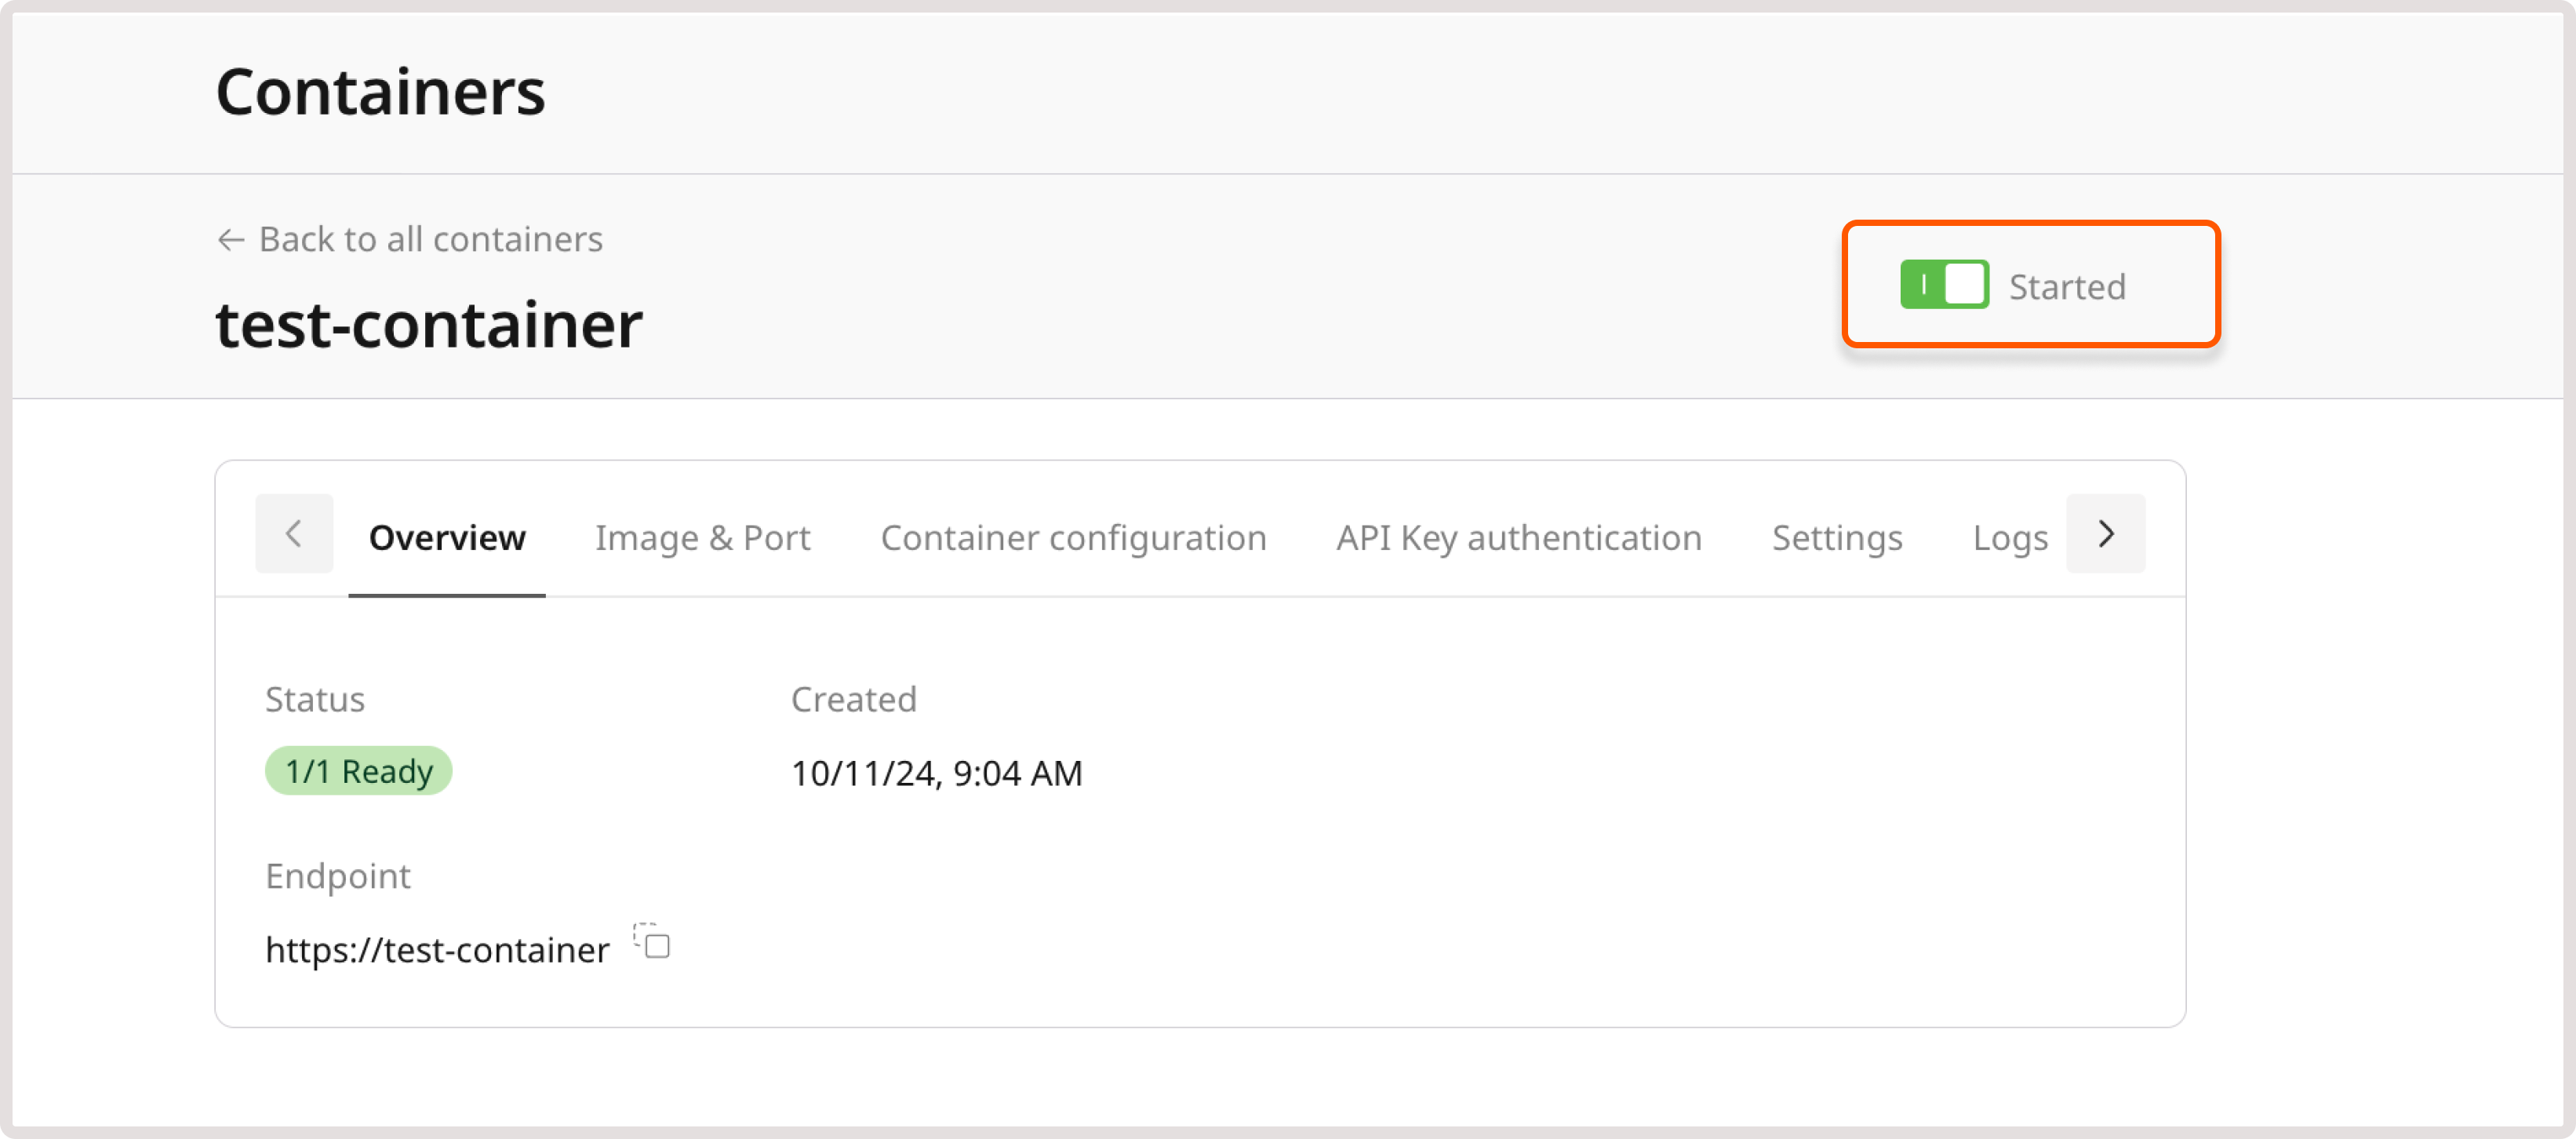 Containers
← Back to all containers
test-container
Started
Overview Image & Port Container configuration API Key authentication Settings Logs
Status Created
1/1 Ready 10/11/24, 9:04 AM
Endpoint
https://test-container